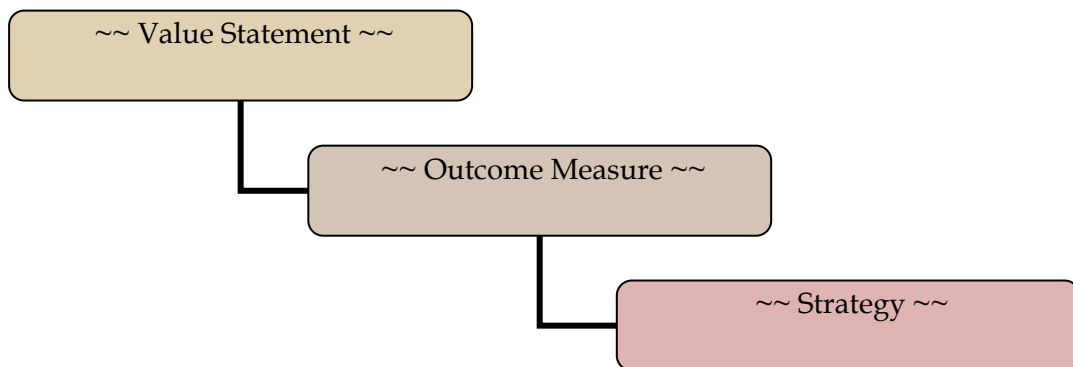 ~~ Value Statement ~~
~~ Outcome Measure ~~
~~ Strategy ~~